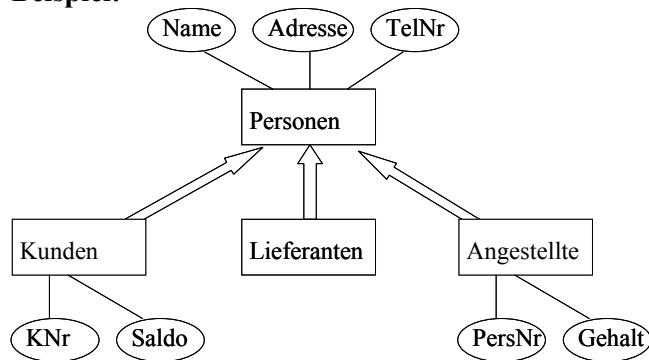 Beispiel:
Name Adresse TelNr
Personen
Kunden Lieferanten Angestellte
KNr Saldo PersNr Gehalt